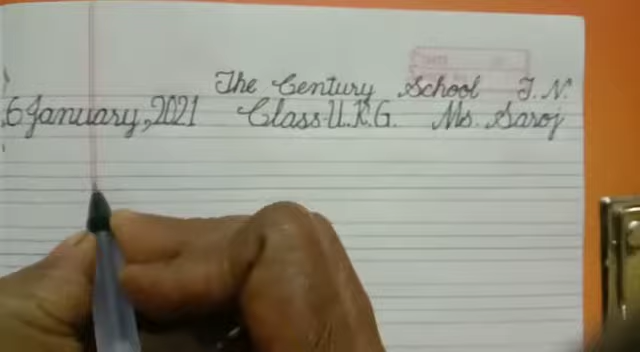 The Century School J.N.
6 January, 2021 Class-U.K.G. Ms. Saroj